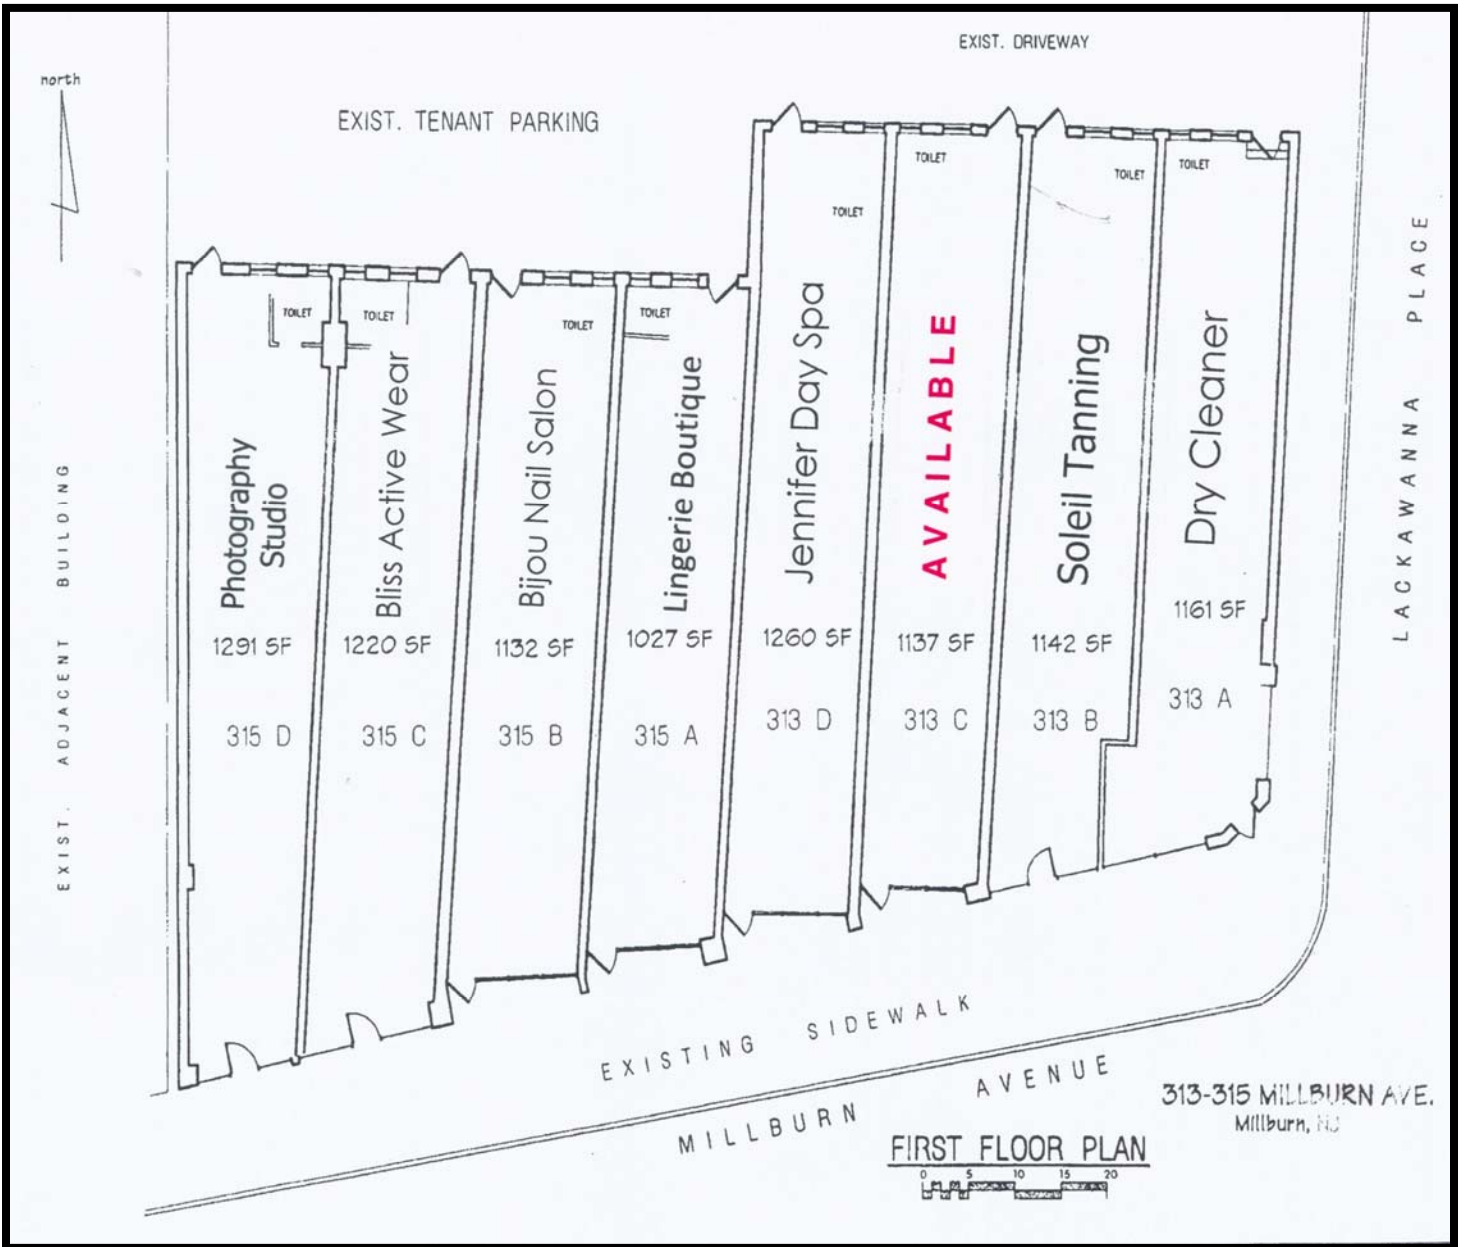 EXIST. DRIVEWAY
north
EXIST. TENANT PARKING
TOILET
TOILET
TOILET
TOILET
TOILET
TOILET
TOILET
TOILET
Photography
Studio
1291 SF
315 D
Bliss Active Wear
1220 SF
315 C
Bijou Nail Salon
1132 SF
315 B
Lingerie Boutique
1027 SF
315 A
Jennifer Day Spa
1260 SF
313 D
AVAILABLE
1137 SF
313 C
Soleil Tanning
1142 SF
313 B
Dry Cleaner
1161 SF
313 A
EXIST. ADJACENT BUILDING
LACKAWANNA PLACE
EXISTING SIDEWALK
MILLBURN AVENUE
313-315 MILLBURN AVE.
Millburn, NJ
FIRST FLOOR PLAN
0 5 10 15 20